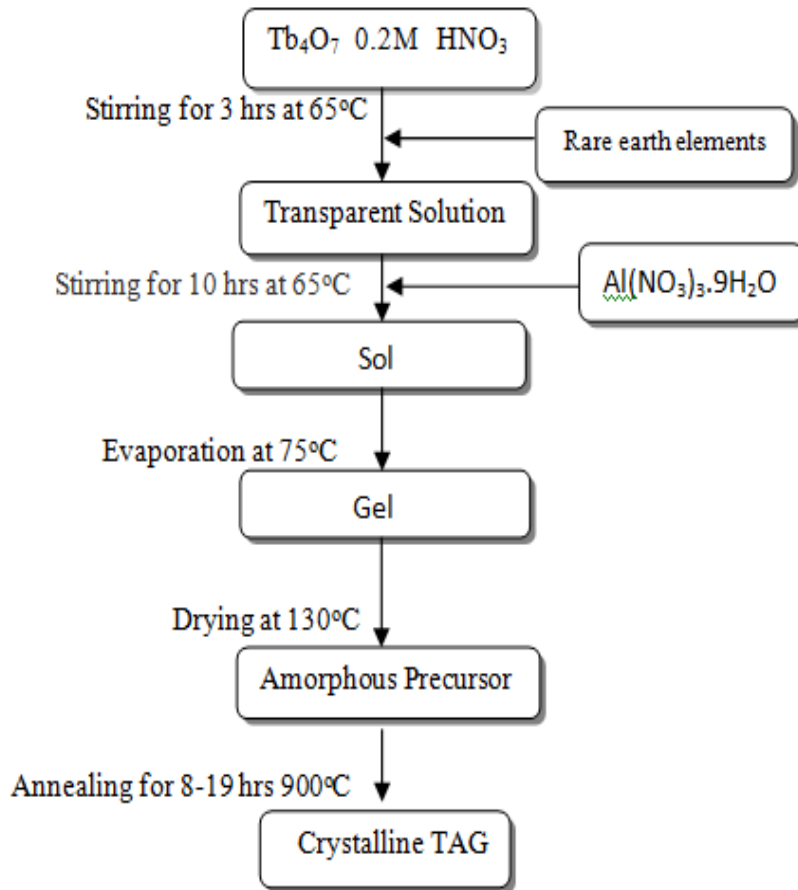 Tb₄O₇ 0.2M HNO₃
Stirring for 3 hrs at 65ºC
Rare earth elements
Transparent Solution
Stirring for 10 hrs at 65ºC
Al(NO₃)₃.9H₂O
Sol
Evaporation at 75ºC
Gel
Drying at 130ºC
Amorphous Precursor
Annealing for 8-19 hrs 900ºC
Crystalline TAG